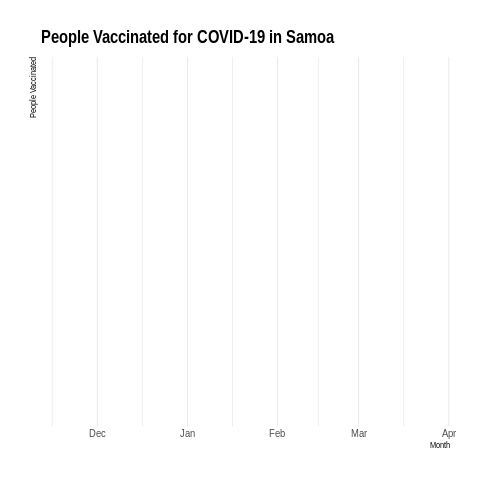 People Vaccinated for COVID-19 in Samoa
People Vaccinated
Dec Jan Feb Mar Apr
Month